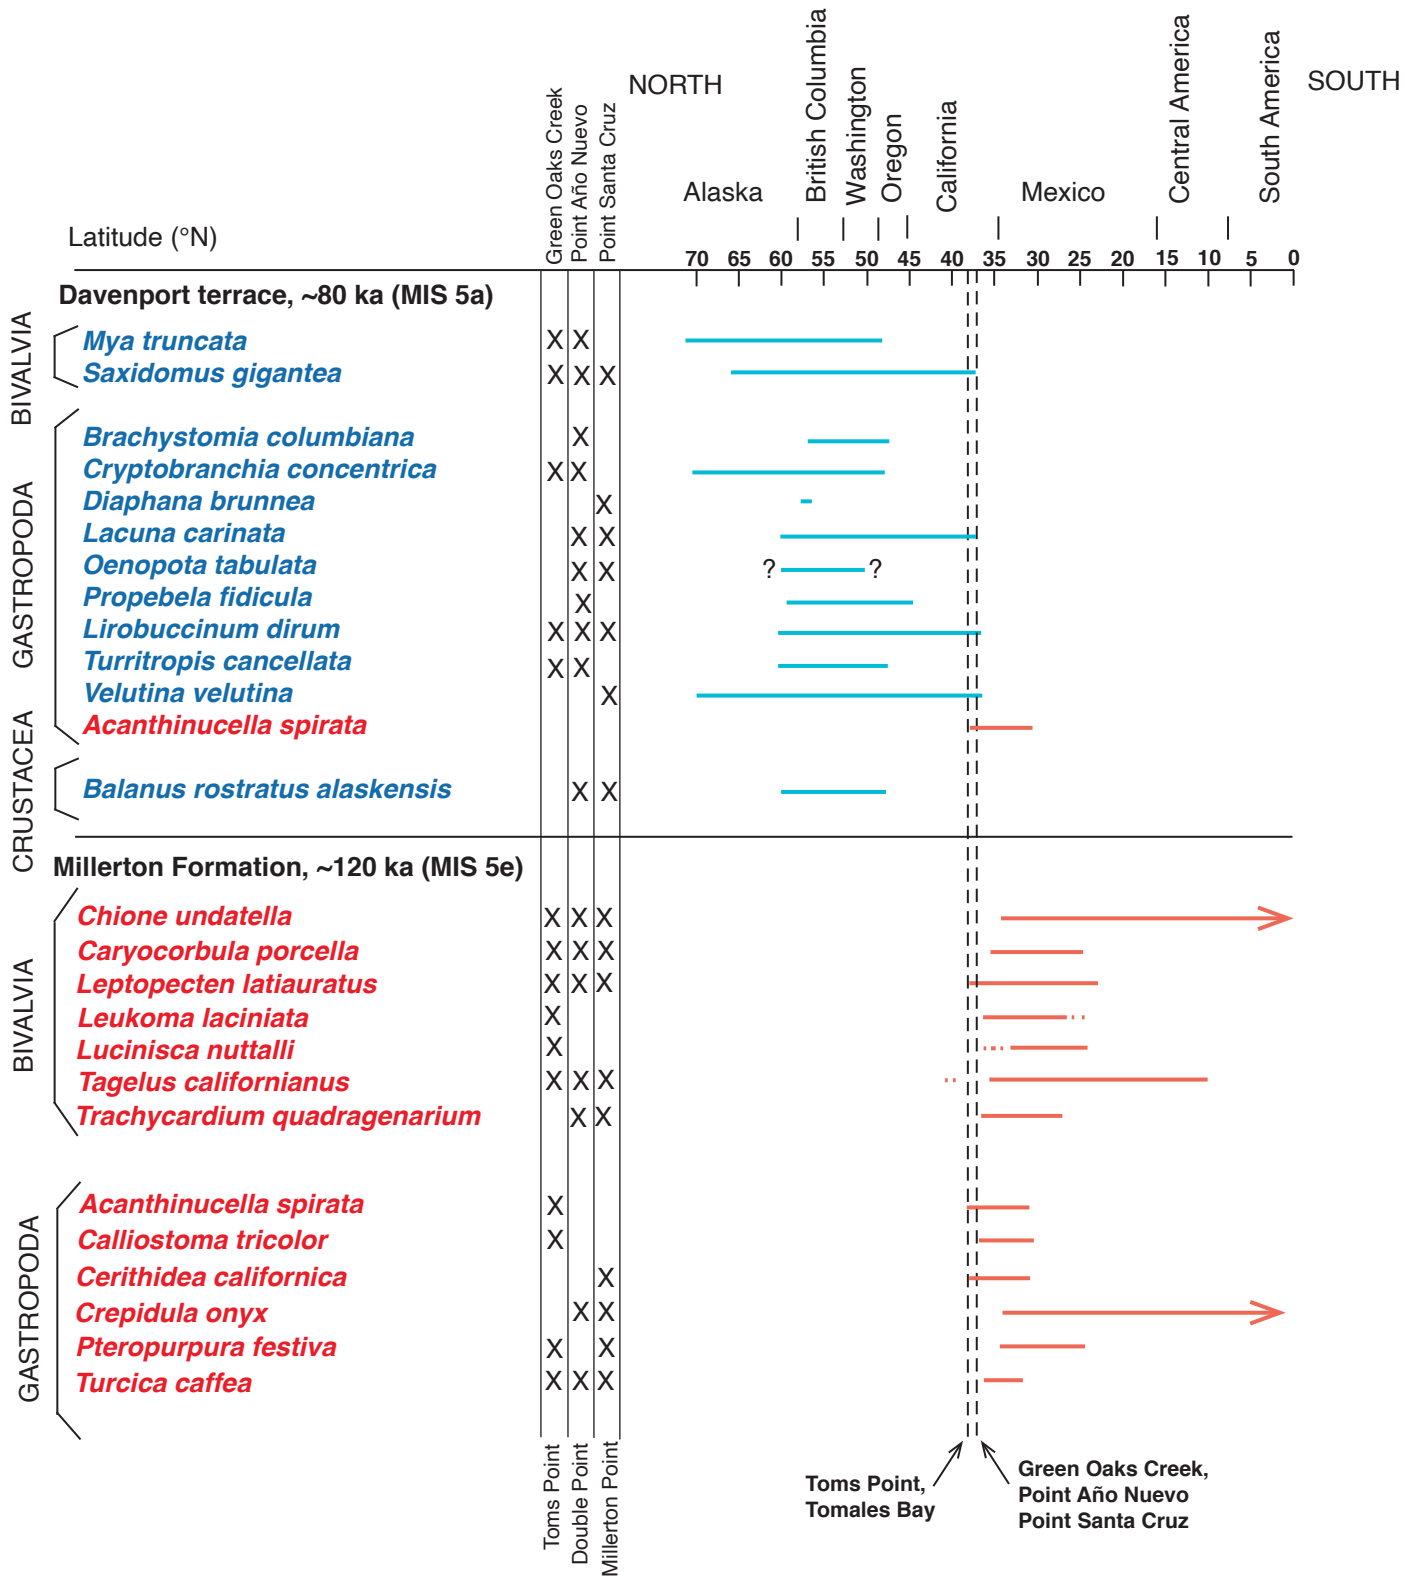 NORTH
SOUTH
Alaska
British Columbia
Washington
Oregon
California
Mexico
Central America
South America
Green Oaks Creek
Point Año Nuevo
Point Santa Cruz
Latitude (°N)
70 65 60 55 50 45 40 35 30 25 20 15 10 5 0
Davenport terrace, ~80 ka (MIS 5a)
BIVALVIA
Mya truncata X X
Saxidomus gigantea X X X
GASTROPODA
Brachystomia columbiana X
Cryptobranchia concentrica X X
Diaphana brunnea X
Lacuna carinata X X
Oenopota tabulata X X ? ?
Propebela fidicula X
Lirobuccinum dirum X X X
Turritropis cancellata X X
Velutina velutina X
Acanthinucella spirata
CRUSTACEA
Balanus rostratus alaskensis X X
Millerton Formation, ~120 ka (MIS 5e)
BIVALVIA
Chione undatella X X X
Caryocorbula porcella X X X
Leptopecten latiauratus X X X
Leukoma laciniata X
Lucinisca nuttalli X
Tagelus californianus X X X
Trachycardium quadragenarium X X
GASTROPODA
Acanthinucella spirata X
Calliostoma tricolor X
Cerithidea californica X
Crepidula onyx X X
Pteropurpura festiva X X
Turcica caffea X X X
Toms Point
Double Point
Millerton Point
Toms Point,
Tomales Bay
Green Oaks Creek,
Point Año Nuevo
Point Santa Cruz